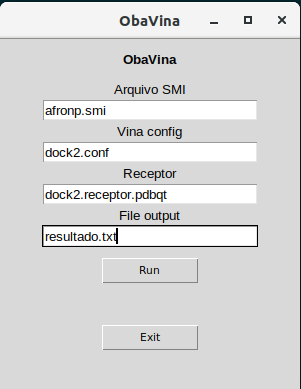 ObaVina
ObaVina
Arquivo SMI
afronp.smi
Vina config
dock2.conf
Receptor
dock2.receptor.pdbqt
File output
resultado.txt
Run
Exit